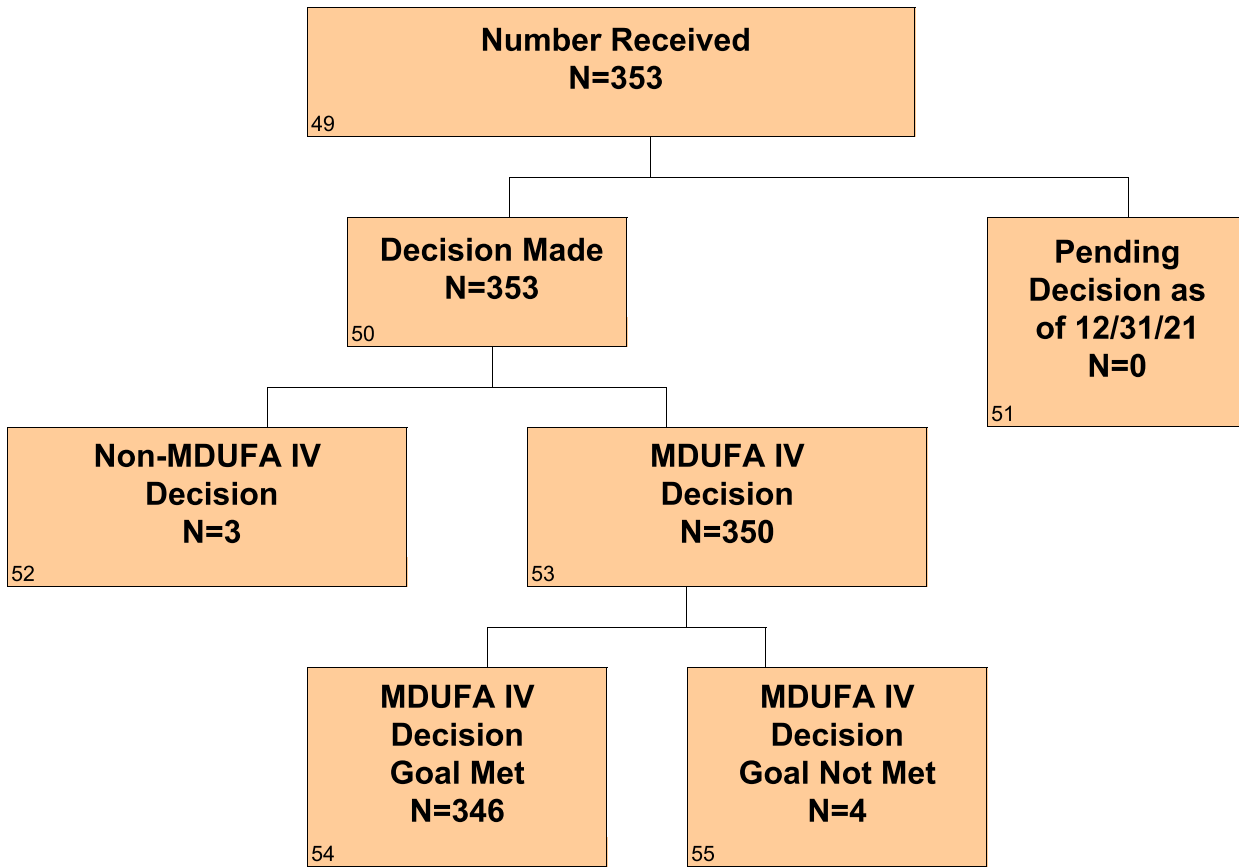 Number Received
N=353
49
Decision Made
N=353
50
Pending
Decision as
of 12/31/21
N=0
51
Non-MDUFA IV
Decision
N=3
52
MDUFA IV
Decision
N=350
53
MDUFA IV
Decision
Goal Met
N=346
54
MDUFA IV
Decision
Goal Not Met
N=4
55